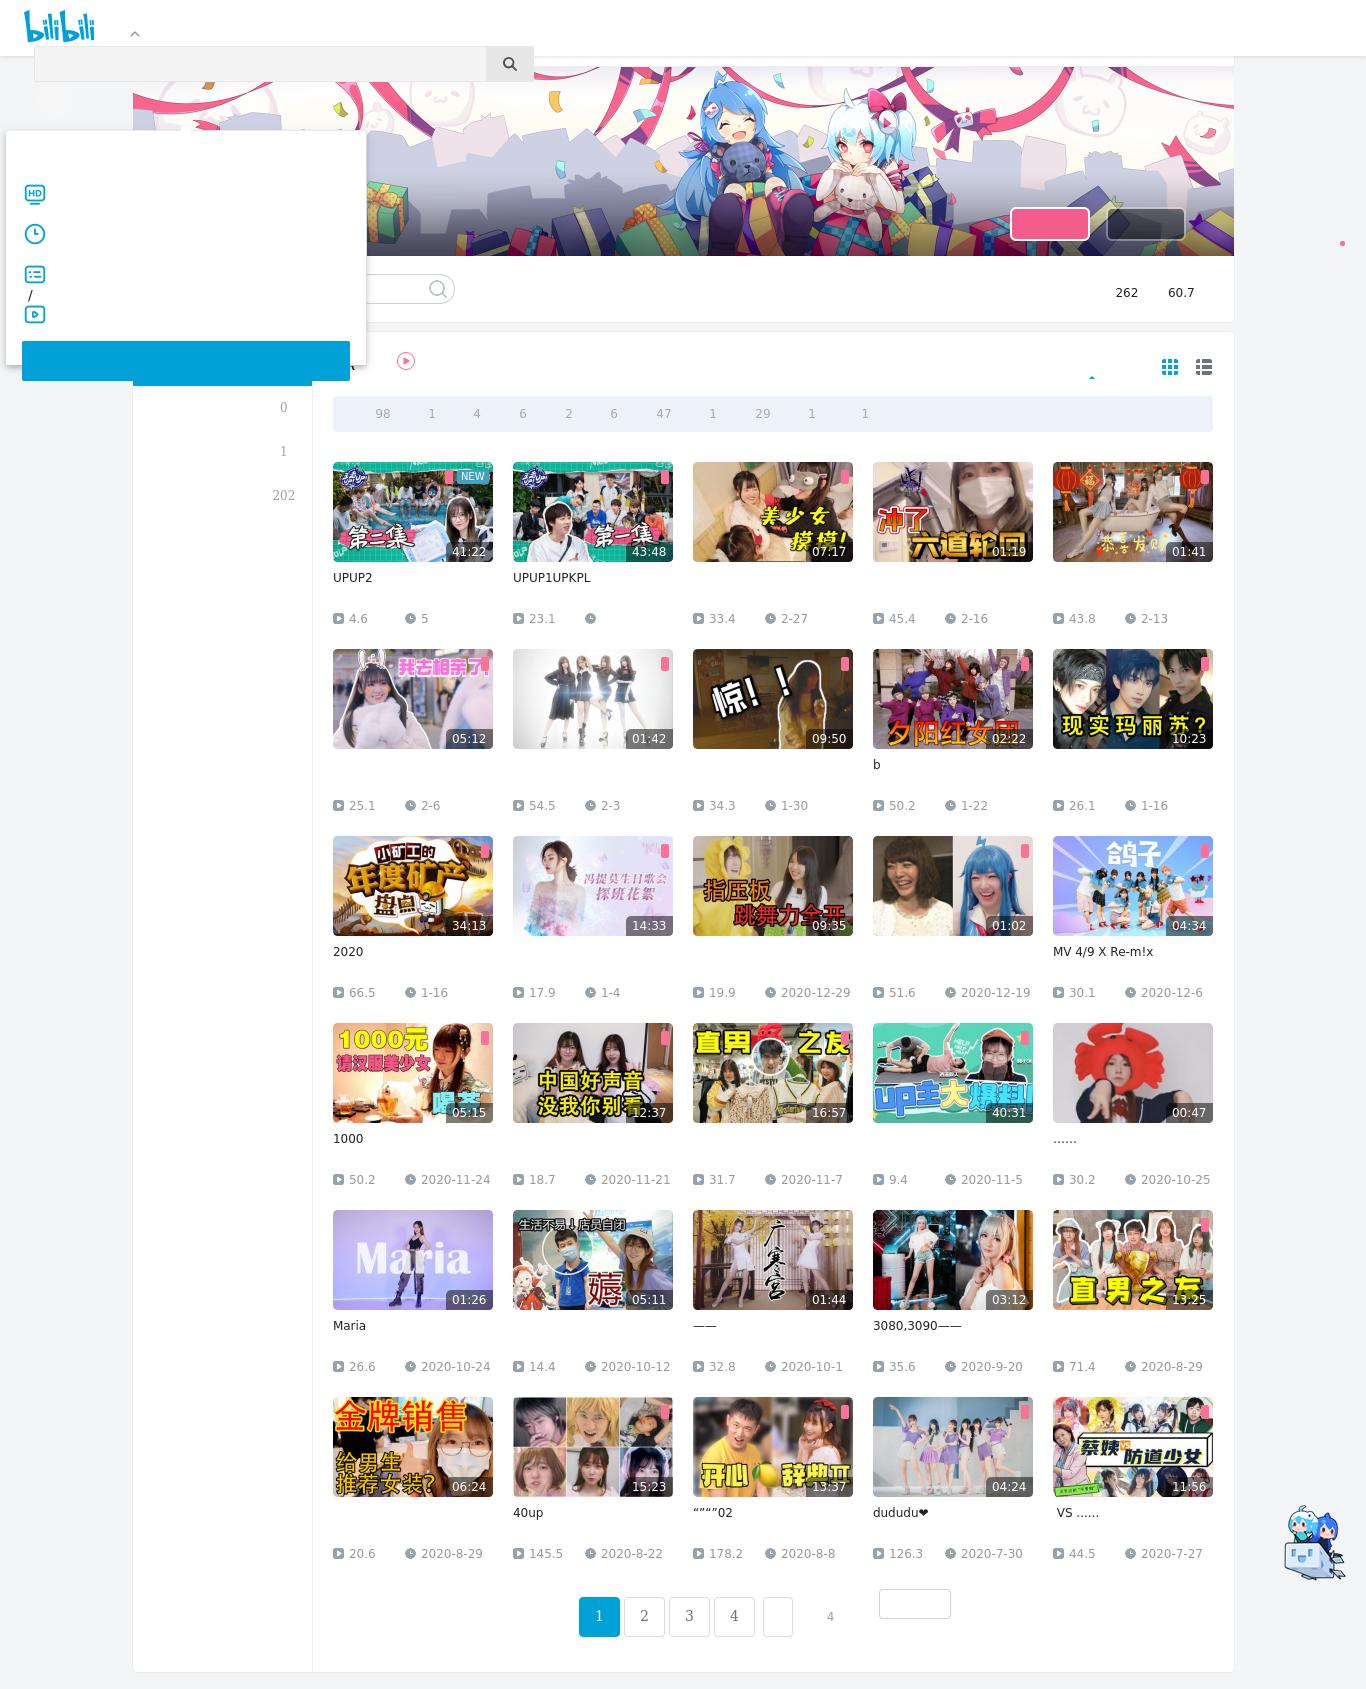 bilibili
HD
/
262 60.7
98 1 4 6 2 6 47 1 29 1 1
0
1
202
NEW
第二集
41:22
第一集
43:48
美少女
摸摸!
07:17
冲了
六道轮回
01:19
福
恭喜发财
01:41
UPUP2
UPUP1UPKPL
4.6 5
23.1
33.4 2-27
45.4 2-16
43.8 2-13
我去相亲了
05:12
01:42
惊!!
09:50
夕阳红女团
02:22
现实玛丽苏?
10:23
b
25.1 2-6
54.5 2-3
34.3 1-30
50.2 1-22
26.1 1-16
小矿工的
年度矿产
盘点
34:13
冯提莫生日歌会
探班花絮
14:33
指压板
跳舞力全开
09:35
01:02
鸽子
04:34
2020
MV 4/9 X Re-m!x
66.5 1-16
17.9 1-4
19.9 2020-12-29
51.6 2020-12-19
30.1 2020-12-6
1000元
请汉服美少女
喝茶
05:15
中国好声音
没我你别看
12:37
直男之友
16:57
HELP
up主大爆料!
40:31
00:47
1000
......
50.2 2020-11-24
18.7 2020-11-21
31.7 2020-11-7
9.4 2020-11-5
30.2 2020-10-25
Maria
01:26
生活不易↓店员自闭
薅
05:11
广寒宫
01:44
03:12
直男之友
13:25
Maria
——
3080,3090——
26.6 2020-10-24
14.4 2020-10-12
32.8 2020-10-1
35.6 2020-9-20
71.4 2020-8-29
金牌销售
给男生
推荐女装?
06:24
15:23
开心
13:37
04:24
蔡姨
VS
防道少女
11:56
40up
“”“”02
dududu❤
VS ......
20.6 2020-8-29
145.5 2020-8-22
178.2 2020-8-8
126.3 2020-7-30
44.5 2020-7-27
1 2 3 4 4